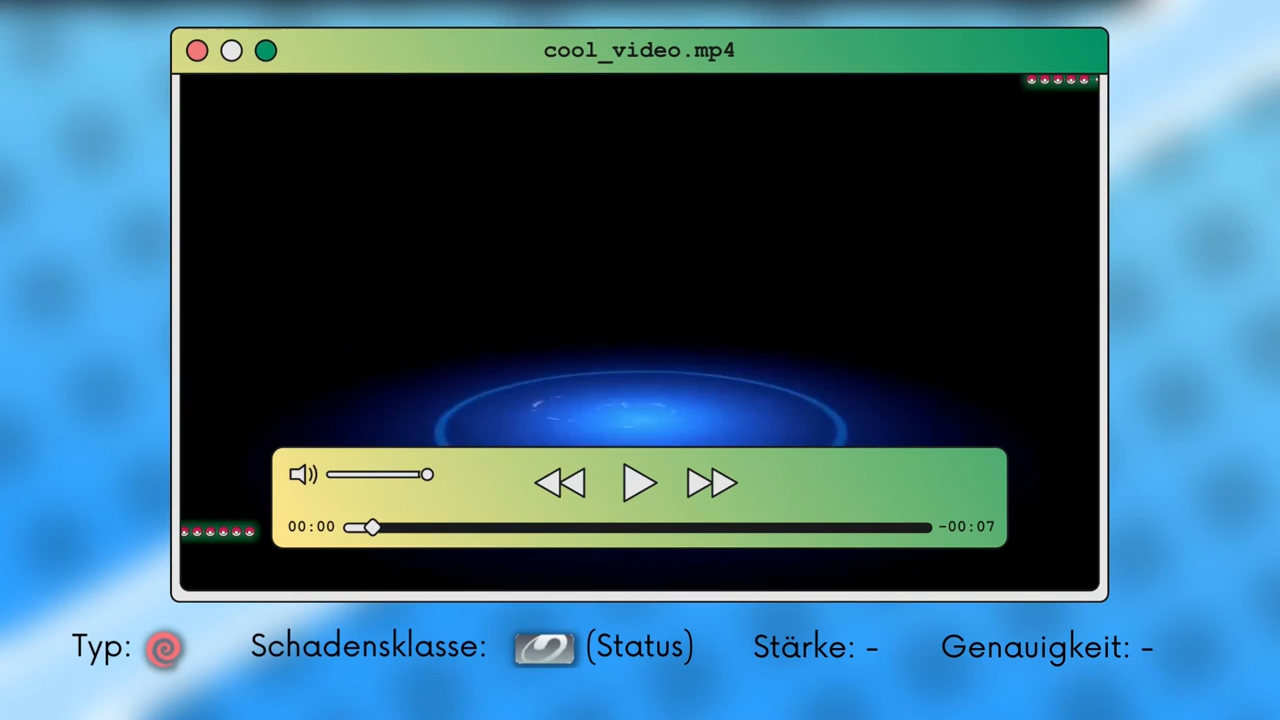 cool_video.mp4
00:00
-00:07
Typ:
Schadensklasse: (Status)
Stärke: -
Genauigkeit: -